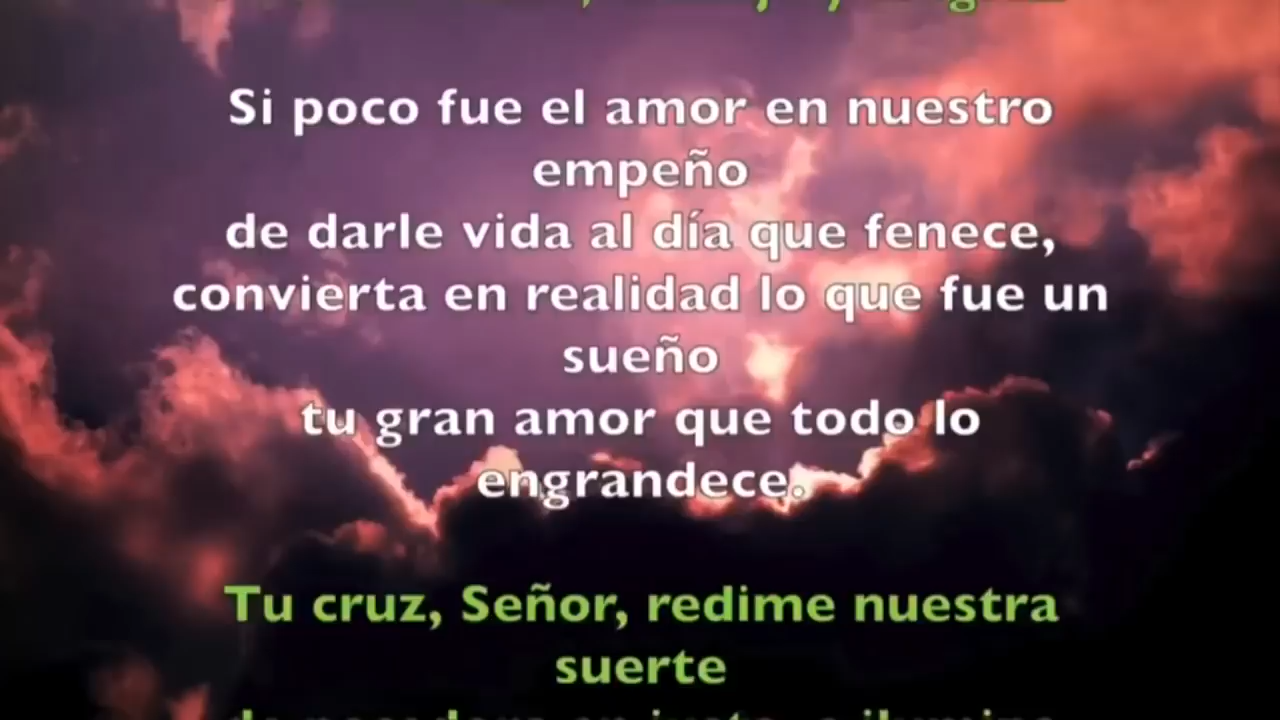 Si poco fue el amor en nuestro
empeño
de darle vida al día que fenece,
convierta en realidad lo que fue un
sueño
tu gran amor que todo lo
engrandece.
Tu cruz, Señor, redime nuestra
suerte